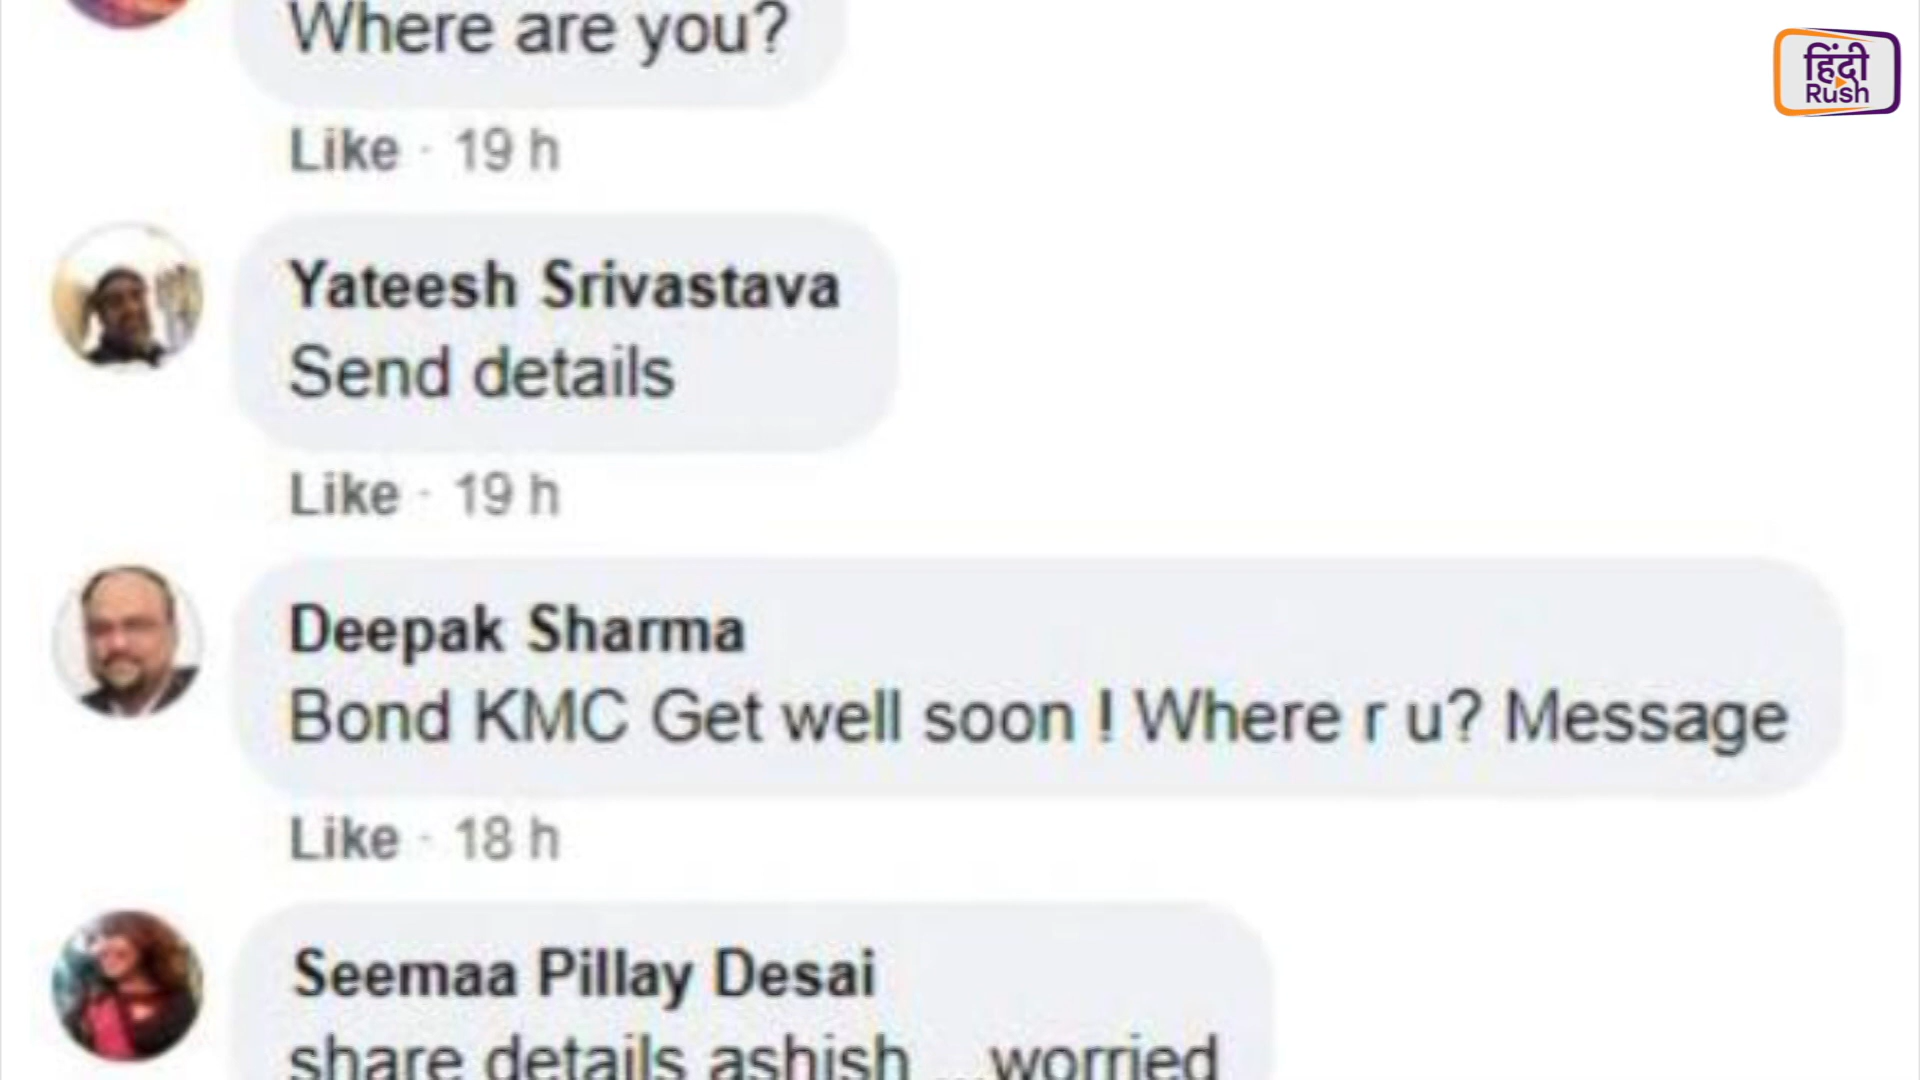 Where are you?
हिंदी
Rush
Like · 19 h
Yateesh Srivastava
Send details
Like · 19 h
Deepak Sharma
Bond KMC Get well soon ! Where r u? Message
Like · 18 h
Seemaa Pillay Desai
share details ashish ...worried